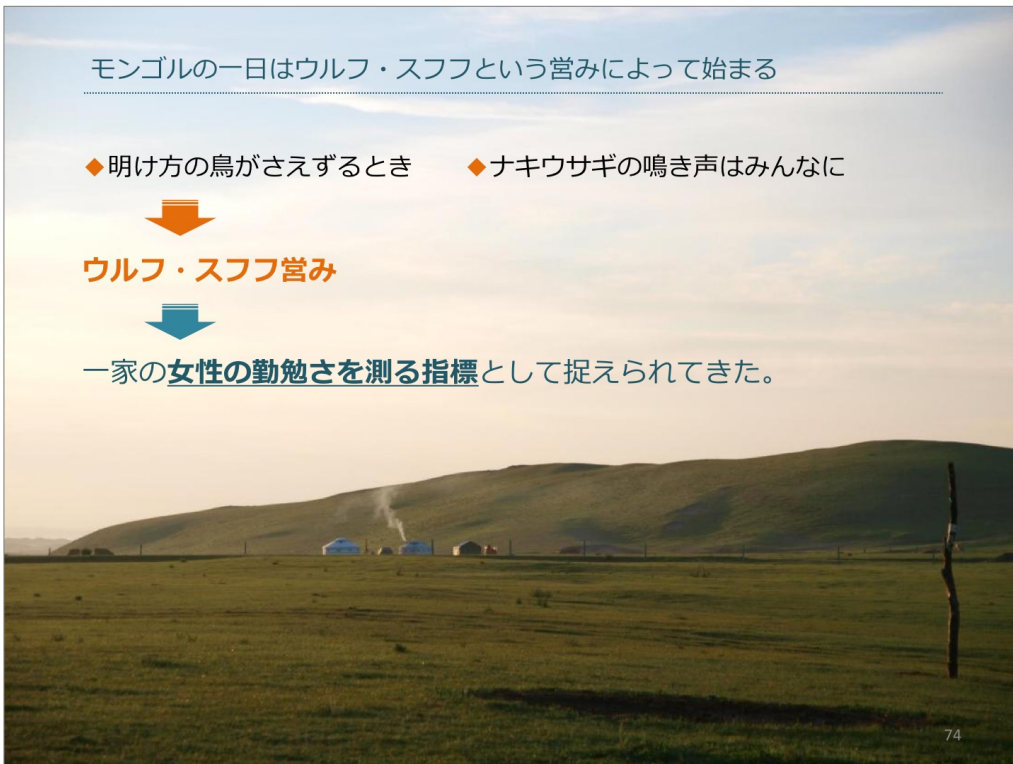 モンゴルの一日はウルフ・スフフという営みによって始まる
◆明け方の鳥がさえずるとき
◆ナキウサギの鳴き声はみんなに
ウルフ・スフフ営み
一家の女性の勤勉さを測る指標として捉えられてきた。
74